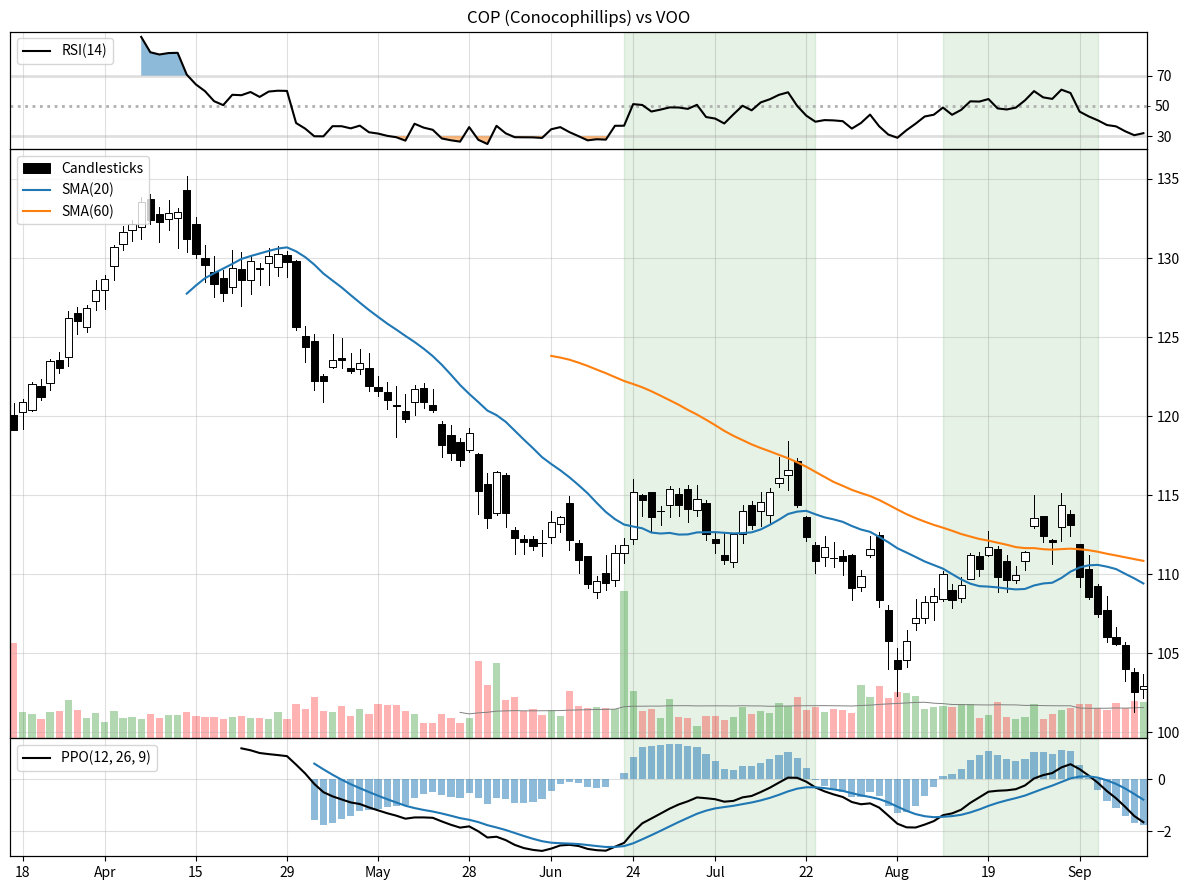 COP (Conocophillips) vs VOO
RSI(14)
70
50
30
Candlesticks
SMA(20)
SMA(60)
135
130
125
120
115
110
105
100
PPO(12, 26, 9)
0
−2
18 Apr 15 29 May 28 Jun 24 Jul 22 Aug 19 Sep